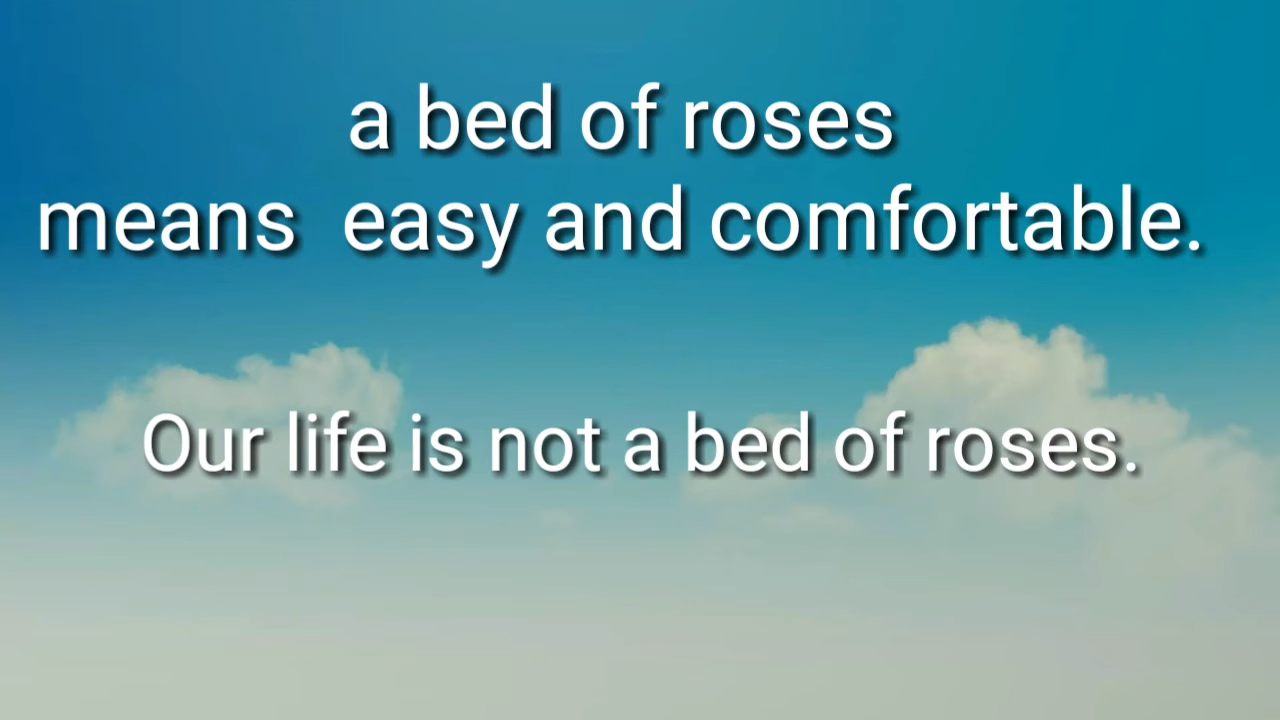 a bed of roses
means  easy and comfortable.
Our life is not a bed of roses.